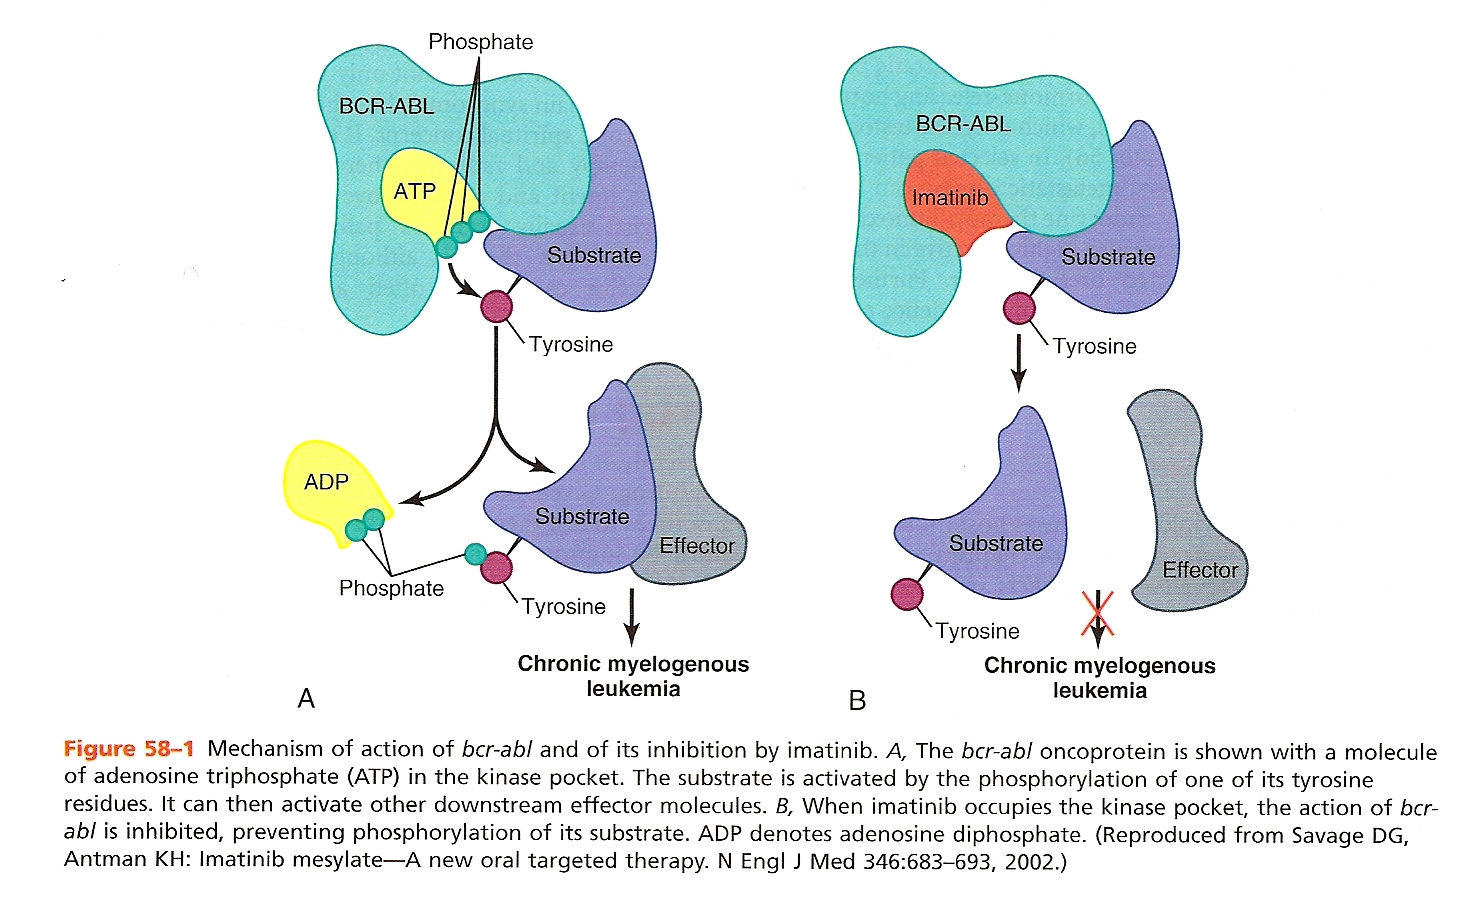 Phosphate
BCR-ABL
ATP
Substrate
Tyrosine
ADP
Substrate
Effector
Phosphate
Tyrosine
Chronic myelogenous
leukemia
A
BCR-ABL
Imatinib
Substrate
Tyrosine
Substrate
Effector
Tyrosine
Chronic myelogenous
leukemia
B
Figure 58–1 Mechanism of action of bcr-abl and of its inhibition by imatinib. A, The bcr-abl oncoprotein is shown with a molecule
of adenosine triphosphate (ATP) in the kinase pocket. The substrate is activated by the phosphorylation of one of its tyrosine
residues. It can then activate other downstream effector molecules. B, When imatinib occupies the kinase pocket, the action of bcr-
abl is inhibited, preventing phosphorylation of its substrate. ADP denotes adenosine diphosphate. (Reproduced from Savage DG,
Antman KH: Imatinib mesylate—A new oral targeted therapy. N Engl J Med 346:683–693, 2002.)